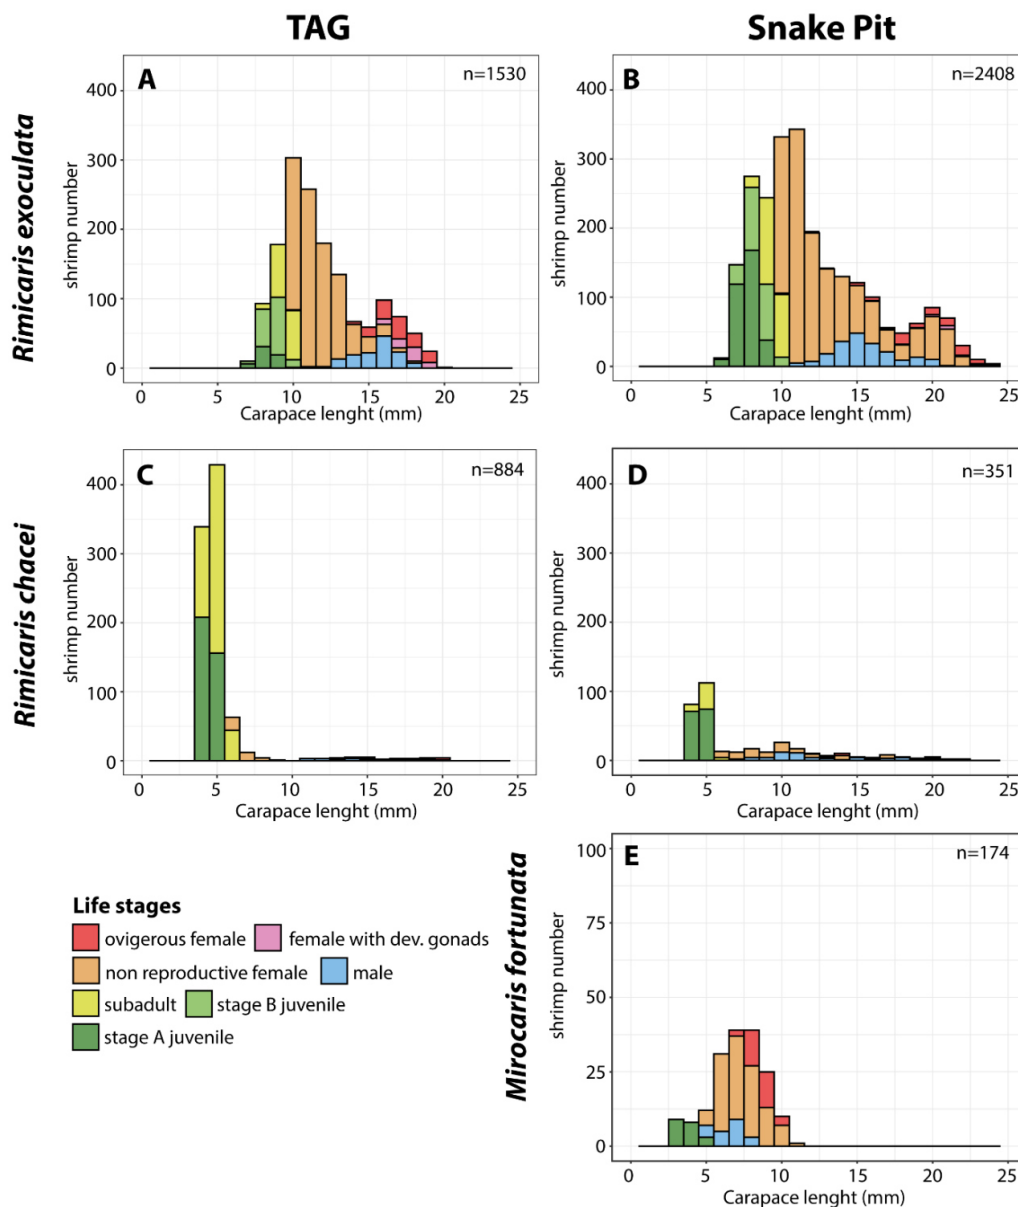 TAG
Snake Pit
Rimicaris exoculata
A
n=1530
400
300
200
100
0
shrimp number
0 5 10 15 20 25
Carapace lenght (mm)
B
n=2408
400
300
200
100
0
shrimp number
0 5 10 15 20 25
Carapace lenght (mm)
Rimicaris chacei
C
n=884
400
300
200
100
0
shrimp number
0 5 10 15 20 25
Carapace lenght (mm)
D
n=351
400
300
200
100
0
shrimp number
0 5 10 15 20 25
Carapace lenght (mm)
Life stages
ovigerous female female with dev. gonads
non reproductive female male
subadult stage B juvenile
stage A juvenile
Mirocaris fortunata
E
n=174
100
75
50
25
0
shrimp number
0 5 10 15 20 25
Carapace lenght (mm)